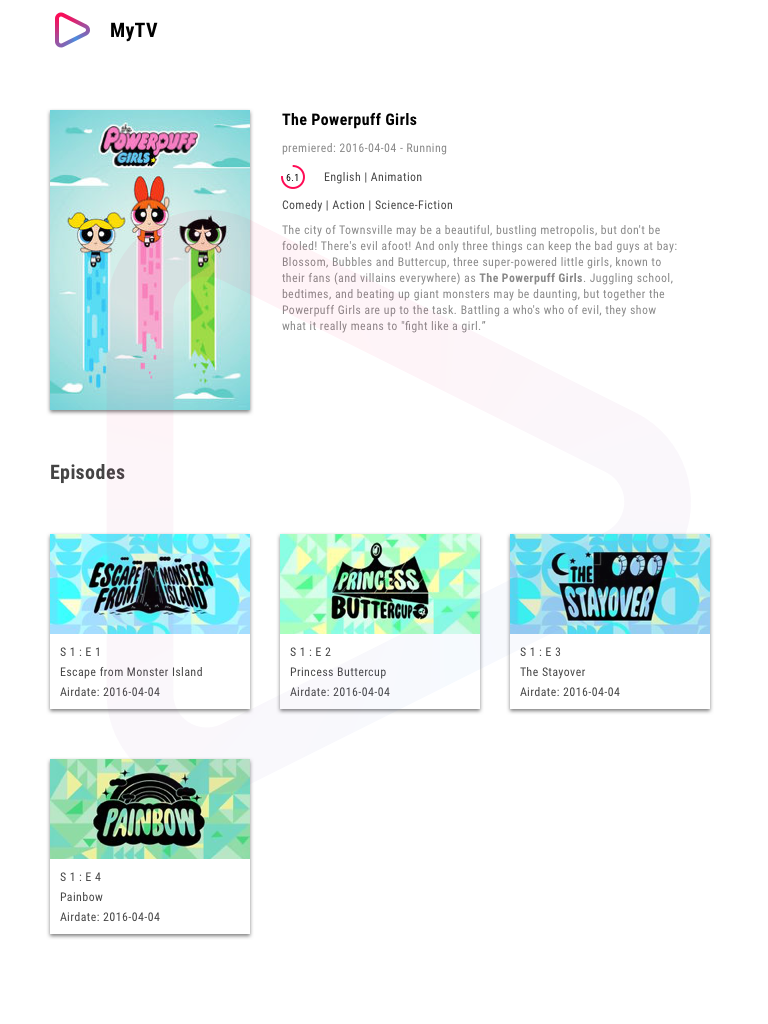 MyTV
the
POWERPUFF
GIRLS
The Powerpuff Girls
premiered: 2016-04-04 - Running
6.1
English | Animation
Comedy | Action | Science-Fiction
The city of Townsville may be a beautiful, bustling metropolis, but don't be
fooled! There's evil afoot! And only three things can keep the bad guys at bay:
Blossom, Bubbles and Buttercup, three super-powered little girls, known to
their fans (and villains everywhere) as The Powerpuff Girls. Juggling school,
bedtimes, and beating up giant monsters may be daunting, but together the
Powerpuff Girls are up to the task. Battling a who's who of evil, they show
what it really means to "fight like a girl."
Episodes
ESCAPE FROM MONSTER ISLAND
S 1 : E 1
Escape from Monster Island
Airdate: 2016-04-04
PRINCESS
BUTTERCUP
S 1 : E 2
Princess Buttercup
Airdate: 2016-04-04
THE
STAYOVER
S 1 : E 3
The Stayover
Airdate: 2016-04-04
PAINBOW
S 1 : E 4
Painbow
Airdate: 2016-04-04